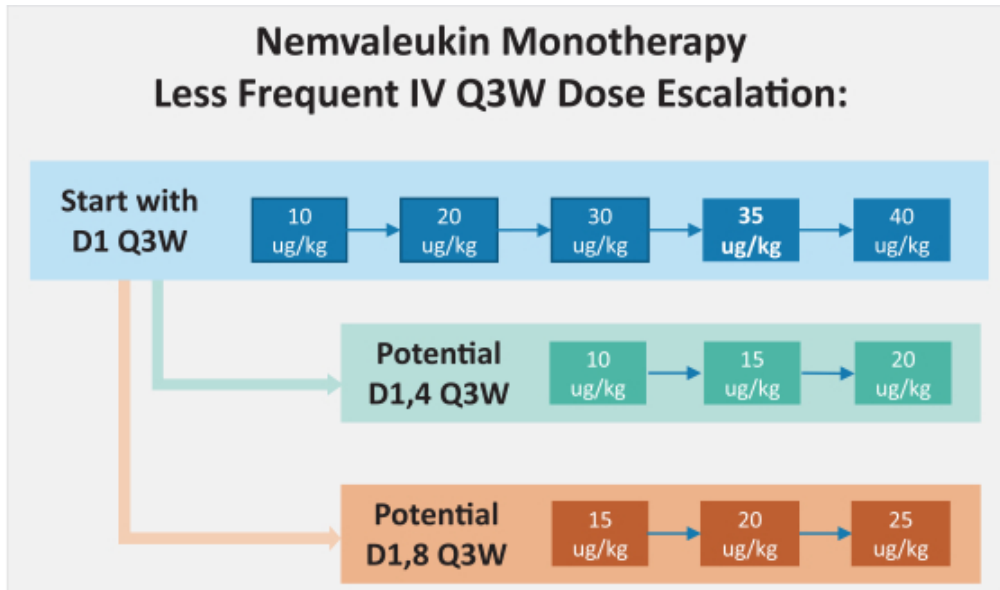 Nemvaleukin Monotherapy
Less Frequent IV Q3W Dose Escalation:
Start with
D1 Q3W
10
ug/kg
20
ug/kg
30
ug/kg
35
ug/kg
40
ug/kg
Potential
D1,4 Q3W
10
ug/kg
15
ug/kg
20
ug/kg
Potential
D1,8 Q3W
15
ug/kg
20
ug/kg
25
ug/kg